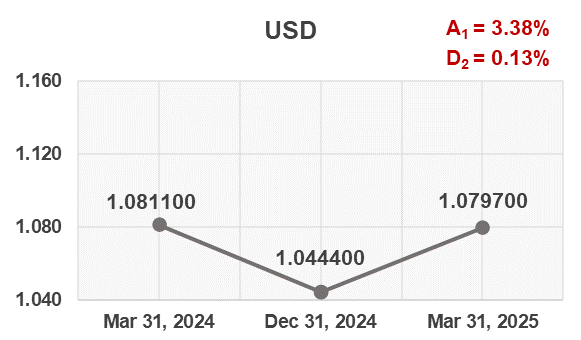 USD
A₁ = 3.38%
D₂ = 0.13%
1.160
1.120
1.080
1.040
1.081100
1.044400
1.079700
Mar 31, 2024
Dec 31, 2024
Mar 31, 2025